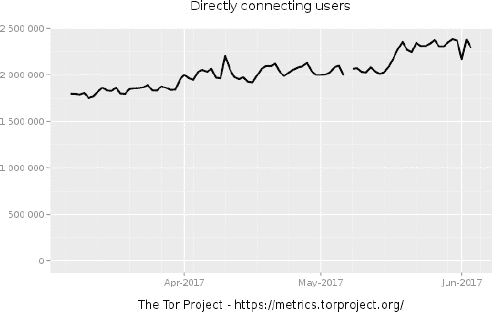 Directly connecting users
2 500 000
2 000 000
1 500 000
1 000 000
500 000
0
Apr-2017 May-2017 Jun-2017
The Tor Project - https://metrics.torproject.org/